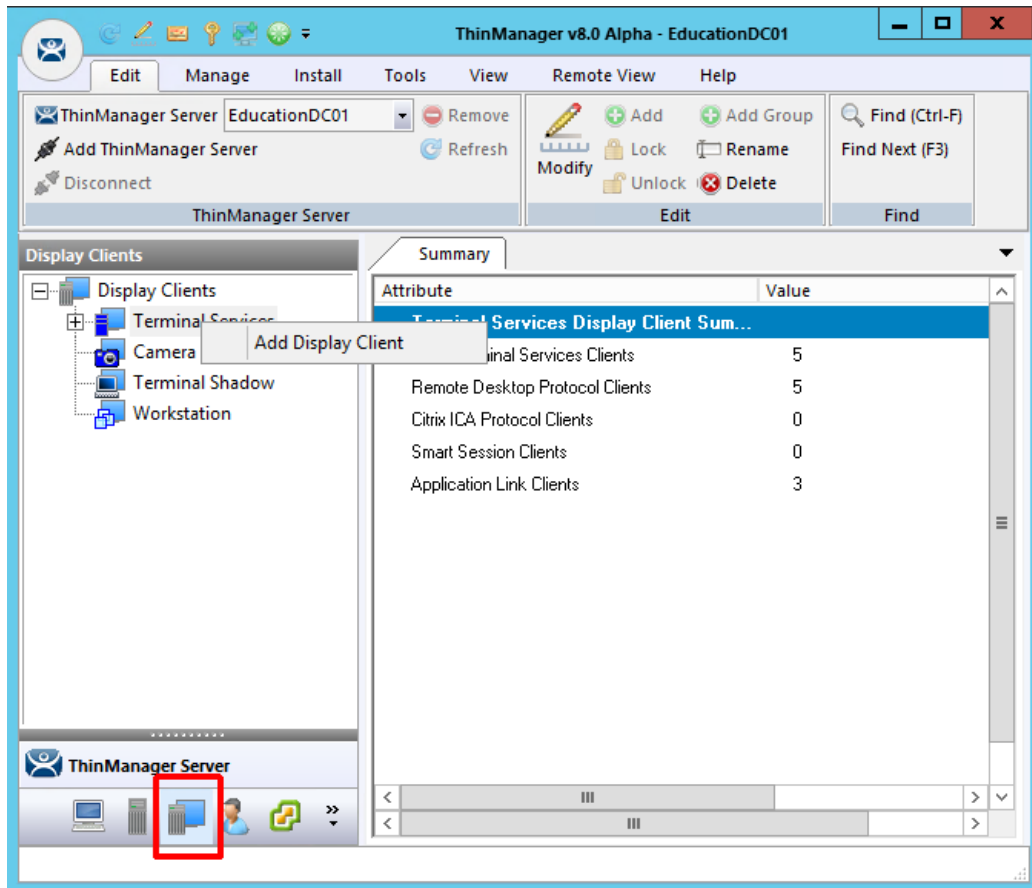 ThinManager v8.0 Alpha - EducationDC01
Edit Manage Install Tools View Remote View Help
ThinManager Server EducationDC01 Remove
Add ThinManager Server Refresh
Disconnect
ThinManager Server
Modify Add Add Group
Lock Rename
Unlock Delete
Edit
Find (Ctrl-F)
Find Next (F3)
Find
Display Clients
Display Clients
Terminal Services
Camera
Terminal Shadow
Workstation
Add Display Client
Summary
Attribute Value
Terminal Services Display Client Sum...
Services Clients 5
Remote Desktop Protocol Clients 5
Citrix ICA Protocol Clients 0
Smart Session Clients 0
Application Link Clients 3
ThinManager Server